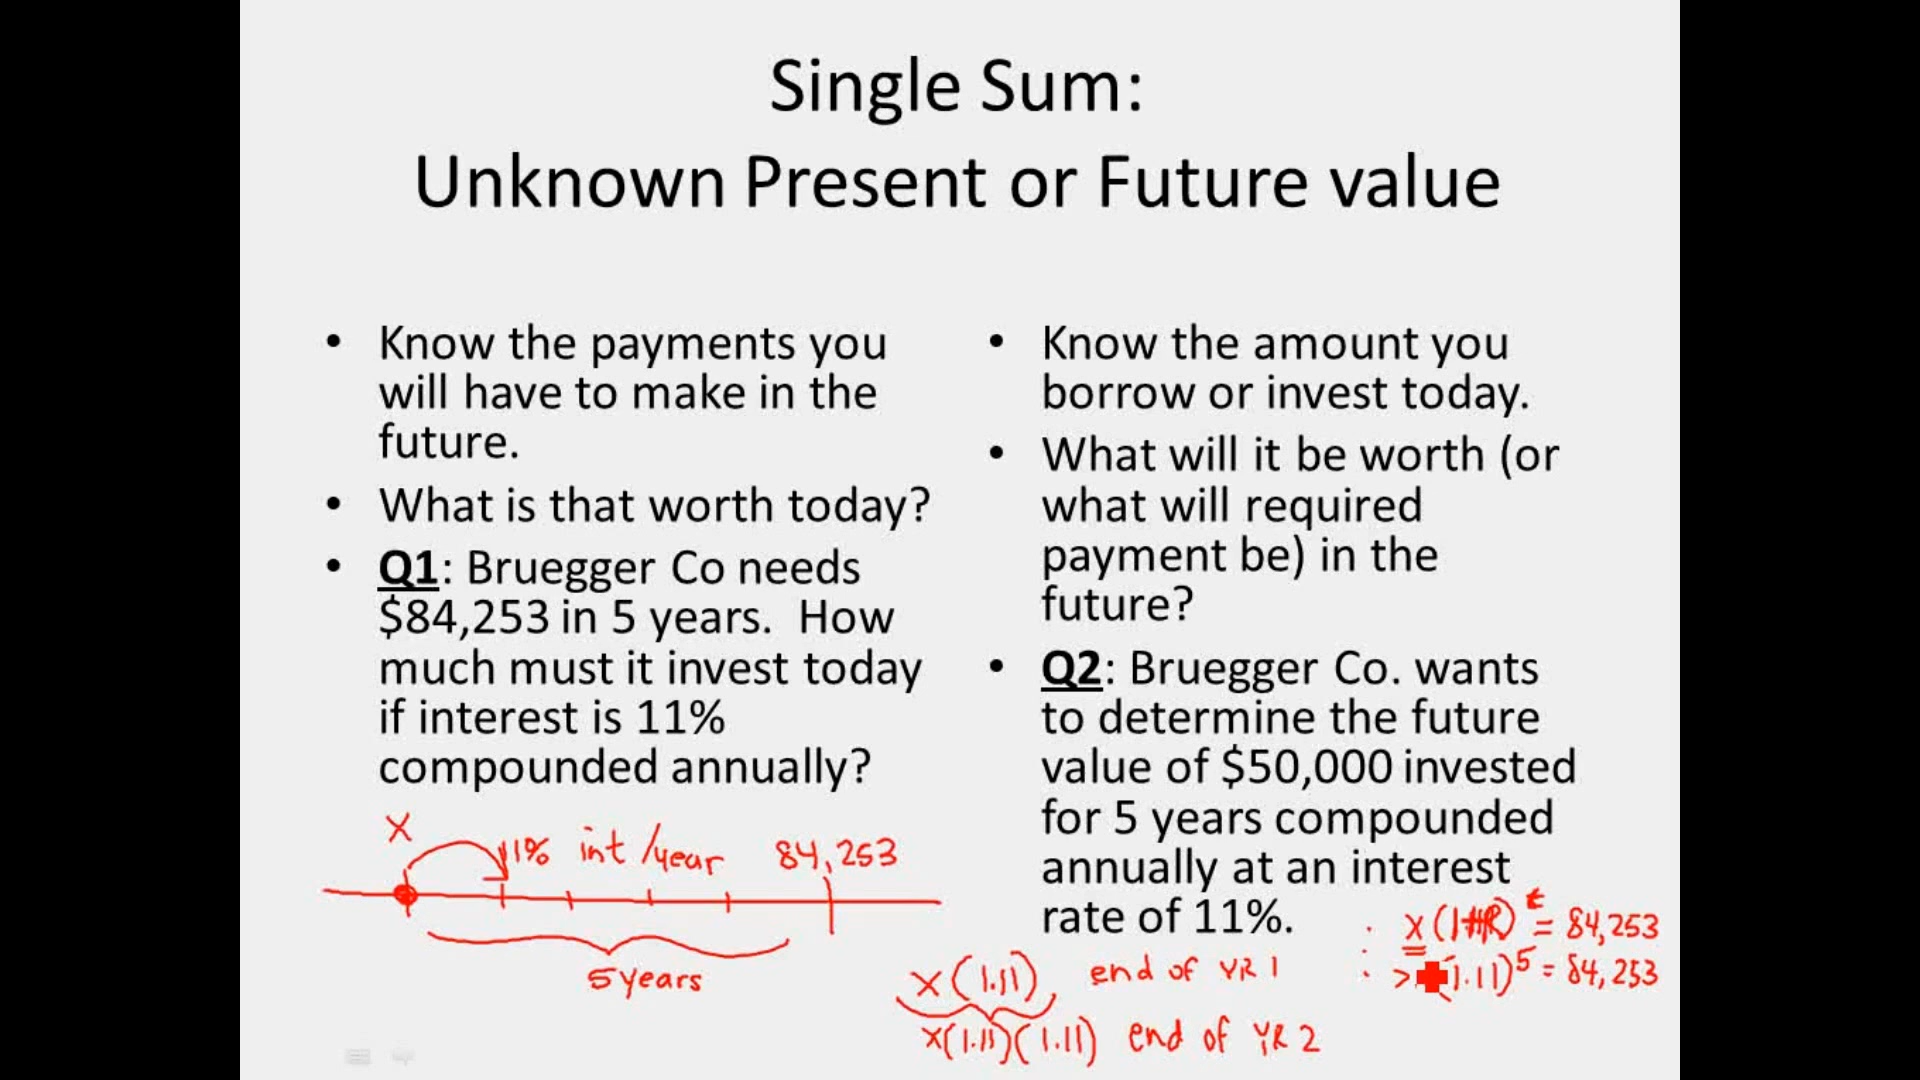 Single Sum:
Unknown Present or Future value
• Know the payments you
will have to make in the
future.
• What is that worth today?
• Q1: Bruegger Co needs
$84,253 in 5 years.  How
much must it invest today
if interest is 11%
compounded annually?
• Know the amount you
borrow or invest today.
• What will it be worth (or
what will required
payment be) in the
future?
• Q2: Bruegger Co. wants
to determine the future
value of $50,000 invested
for 5 years compounded
annually at an interest
rate of 11%.
X
11% int/year 84,253
5 years
X(1.11) end of YR 1
X(1.11)(1.11) end of YR 2
X(1+R)^t = 84,253
(1.11)^5 = 84,253